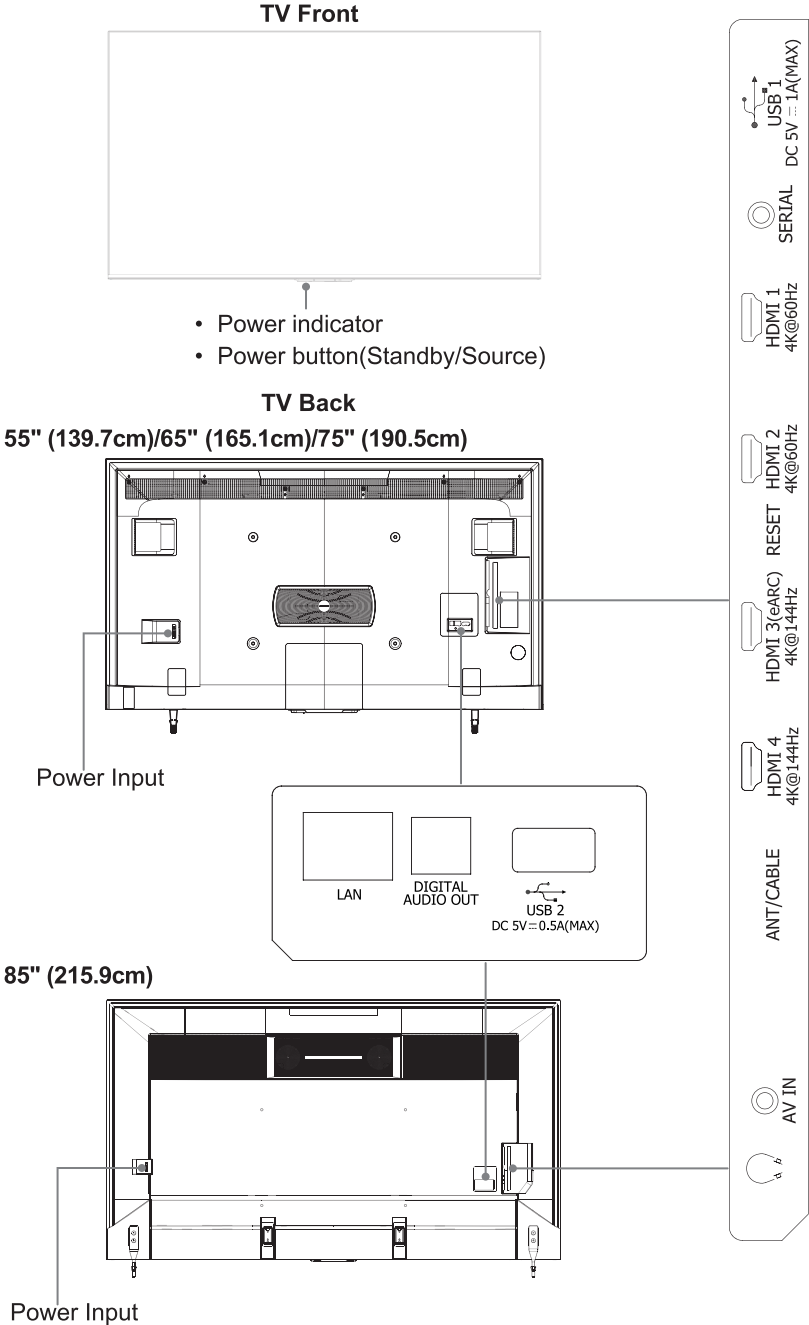 TV Front
• Power indicator
• Power button(Standby/Source)
TV Back
55" (139.7cm)/65" (165.1cm)/75" (190.5cm)
Power Input
LAN
DIGITAL
AUDIO OUT
USB 2
DC 5V⎓0.5A(MAX)
85" (215.9cm)
Power Input
USB 1
DC 5V ⎓ 1A(MAX)
SERIAL
HDMI 1
4K@60Hz
HDMI 2
4K@60Hz
RESET
HDMI 3(eARC)
4K@144Hz
HDMI 4
4K@144Hz
ANT/CABLE
AV IN